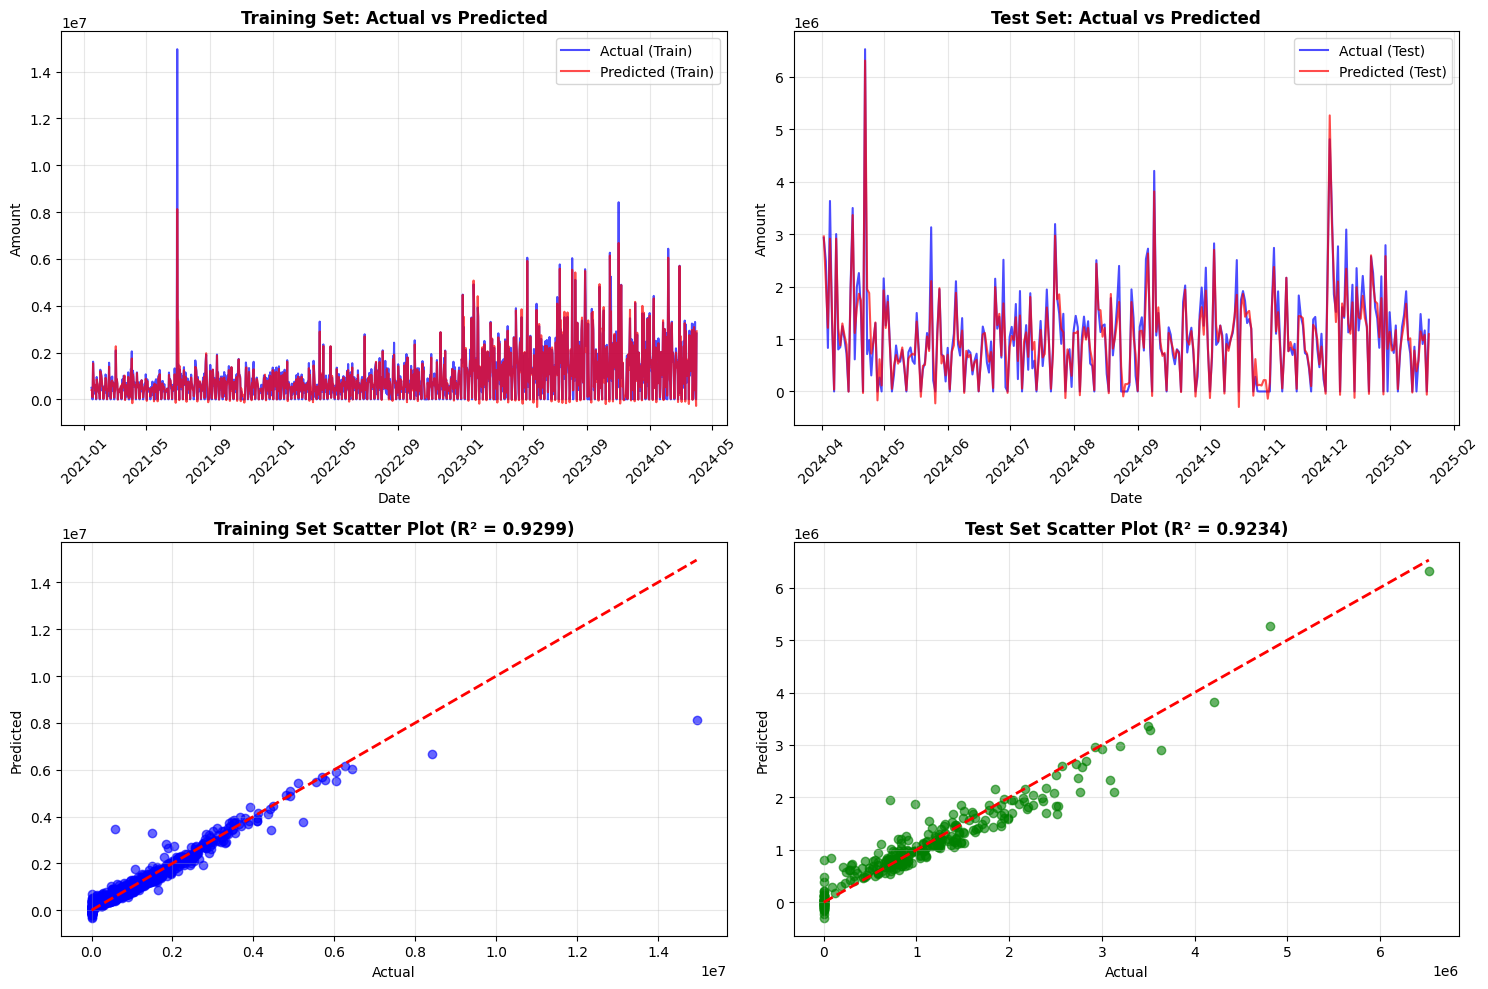 Training Set: Actual vs Predicted
1e7
Actual (Train)
Predicted (Train)
1.4
1.2
1.0
0.8
0.6
0.4
0.2
0.0
Amount
2021-01 2021-05 2021-09 2022-01 2022-05 2022-09 2023-01 2023-05 2023-09 2024-01 2024-05
Date
Test Set: Actual vs Predicted
1e6
Actual (Test)
Predicted (Test)
6
5
4
3
2
1
0
Amount
2024-04 2024-05 2024-06 2024-07 2024-08 2024-09 2024-10 2024-11 2024-12 2025-01 2025-02
Date
Training Set Scatter Plot (R² = 0.9299)
1e7
1.4
1.2
1.0
0.8
0.6
0.4
0.2
0.0
Predicted
0.0 0.2 0.4 0.6 0.8 1.0 1.2 1.4
Actual
1e7
Test Set Scatter Plot (R² = 0.9234)
1e6
6
5
4
3
2
1
0
Predicted
0 1 2 3 4 5 6
Actual
1e6